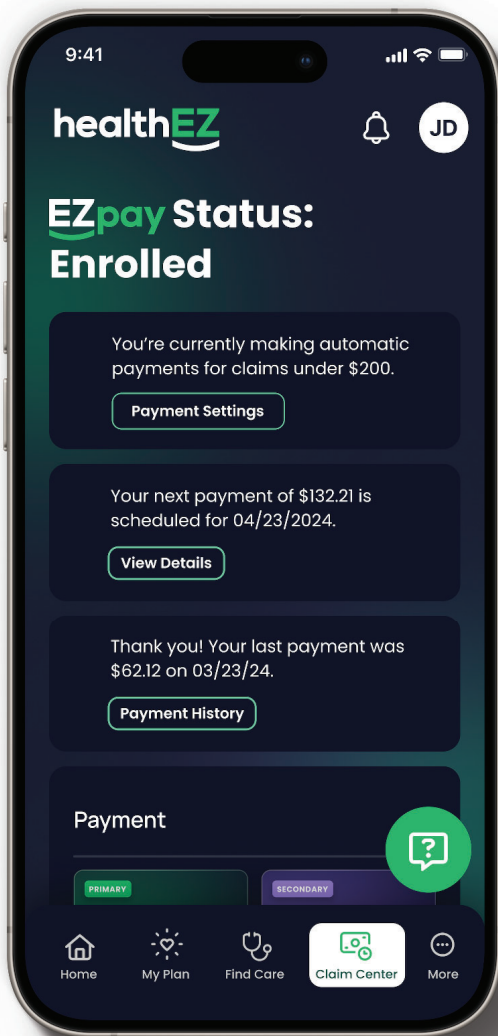 9:41
healthEZ
JD
EZpay Status:
Enrolled
You’re currently making automatic
payments for claims under $200.
Payment Settings
Your next payment of $132.21 is
scheduled for 04/23/2024.
View Details
Thank you! Your last payment was
$62.12 on 03/23/24.
Payment History
Payment
?
PRIMARY
SECONDARY
Home
My Plan
Find Care
Claim Center
More